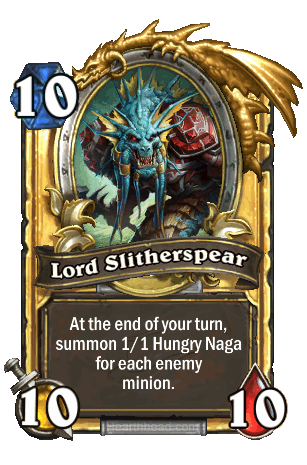 10
Lord Slitherspear
At the end of your turn,
summon 1/1 Hungry Naga
for each enemy
minion.
10
10